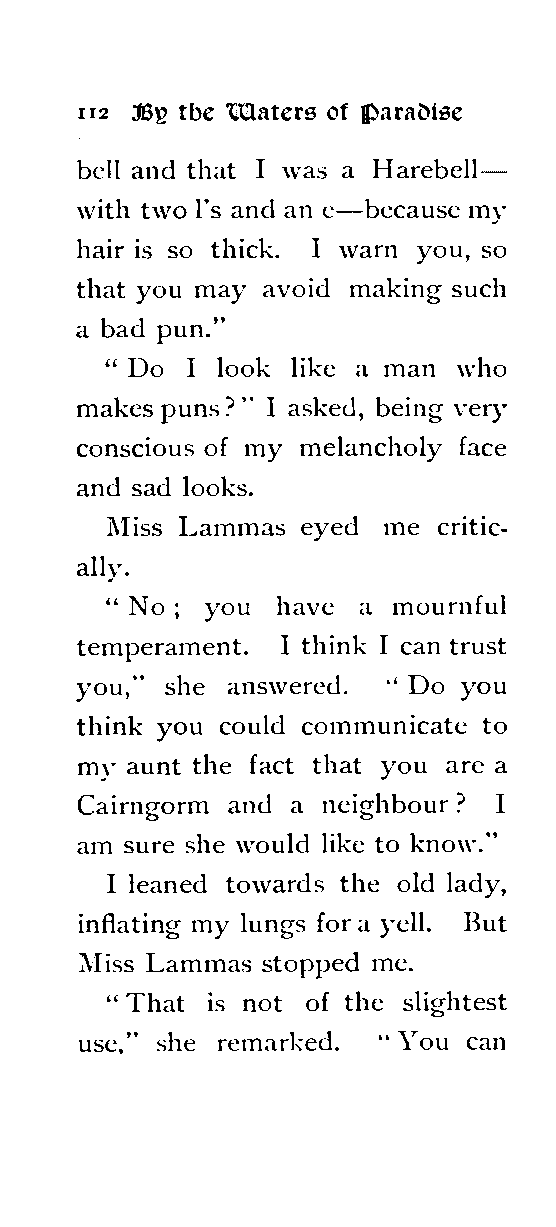 112 By the Waters of Paradise
bell and that I was a Harebell—
with two l's and an e—because my
hair is so thick. I warn you, so
that you may avoid making such
a bad pun."
" Do I look like a man who
makes puns?" I asked, being very
conscious of my melancholy face
and sad looks.
Miss Lammas eyed me critic-
ally.
" No ; you have a mournful
temperament. I think I can trust
you," she answered. " Do you
think you could communicate to
my aunt the fact that you are a
Cairngorm and a neighbour ? I
am sure she would like to know."
I leaned towards the old lady,
inflating my lungs for a yell. But
Miss Lammas stopped me.
" That is not of the slightest
use," she remarked. " You can